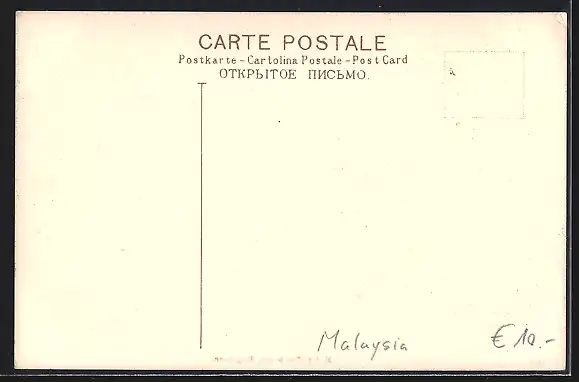 CARTE POSTALE
Postkarte - Cartolina Postale - Post Card
ОТКРЫТОЕ ПИСЬМО.
Malaysia
€ 10.-